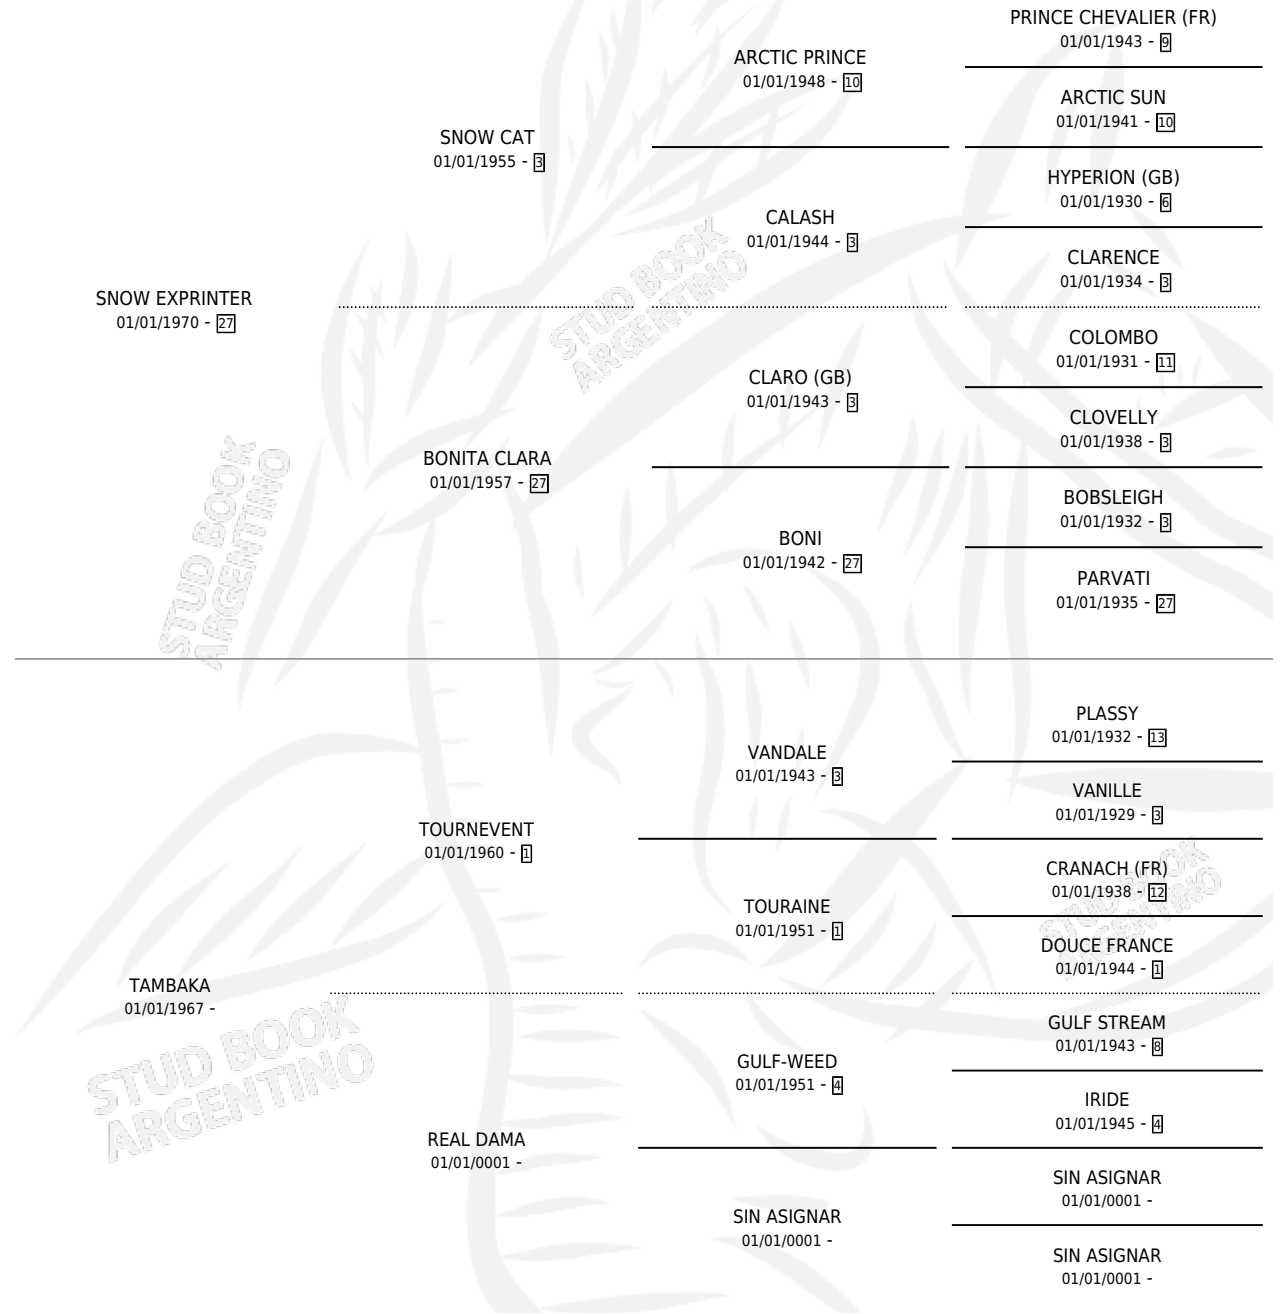 PRINCE CHEVALIER (FR)
01/01/1943 - 9
ARCTIC PRINCE
01/01/1948 - 10
ARCTIC SUN
01/01/1941 - 10
SNOW CAT
01/01/1955 - 3
HYPERION (GB)
01/01/1930 - 6
CALASH
01/01/1944 - 3
CLARENCE
01/01/1934 - 3
SNOW EXPRINTER
01/01/1970 - 27
STUD BOOK
ARGENTINO
COLOMBO
01/01/1931 - 11
CLARO (GB)
01/01/1943 - 3
CLOVELLY
01/01/1938 - 3
BONITA CLARA
01/01/1957 - 27
BOBSLEIGH
01/01/1932 - 3
BONI
01/01/1942 - 27
PARVATI
01/01/1935 - 27
STUD BOOK
ARGENTINO
PLASSY
01/01/1932 - 13
VANDALE
01/01/1943 - 3
VANILLE
01/01/1929 - 3
TOURNEVENT
01/01/1960 - 1
CRANACH (FR)
01/01/1938 - 12
STUD BOOK
ARGENTINO
TOURAINE
01/01/1951 - 1
DOUCE FRANCE
01/01/1944 - 1
TAMBAKA
01/01/1967 -
GULF STREAM
01/01/1943 - 8
GULF-WEED
01/01/1951 - 4
IRIDE
01/01/1945 - 4
STUD BOOK
ARGENTINO
REAL DAMA
01/01/0001 -
SIN ASIGNAR
01/01/0001 -
SIN ASIGNAR
01/01/0001 -
SIN ASIGNAR
01/01/0001 -